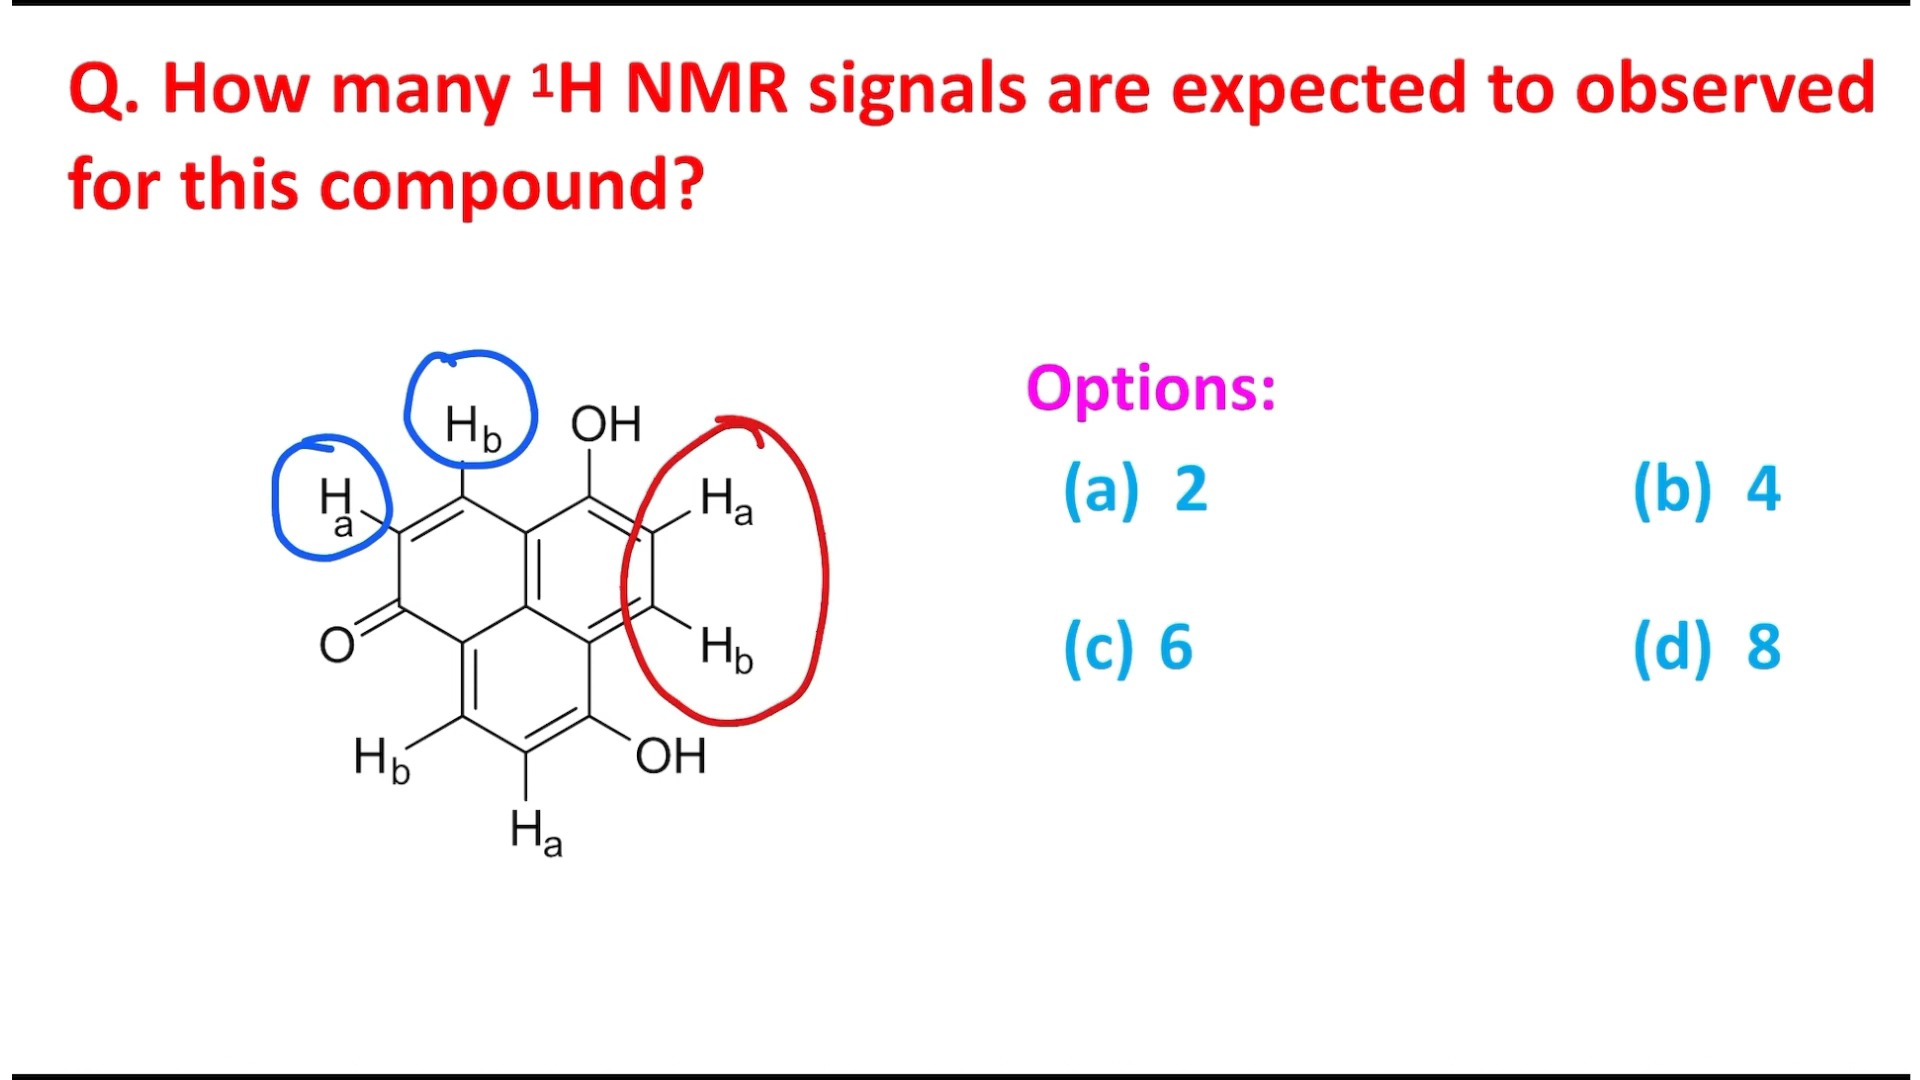 Q. How many ¹H NMR signals are expected to observed
for this compound?
Options:
(a) 2
(b) 4
(c) 6
(d) 8
Hb
OH
Ha
Ha
O
Hb
Hb
OH
Ha